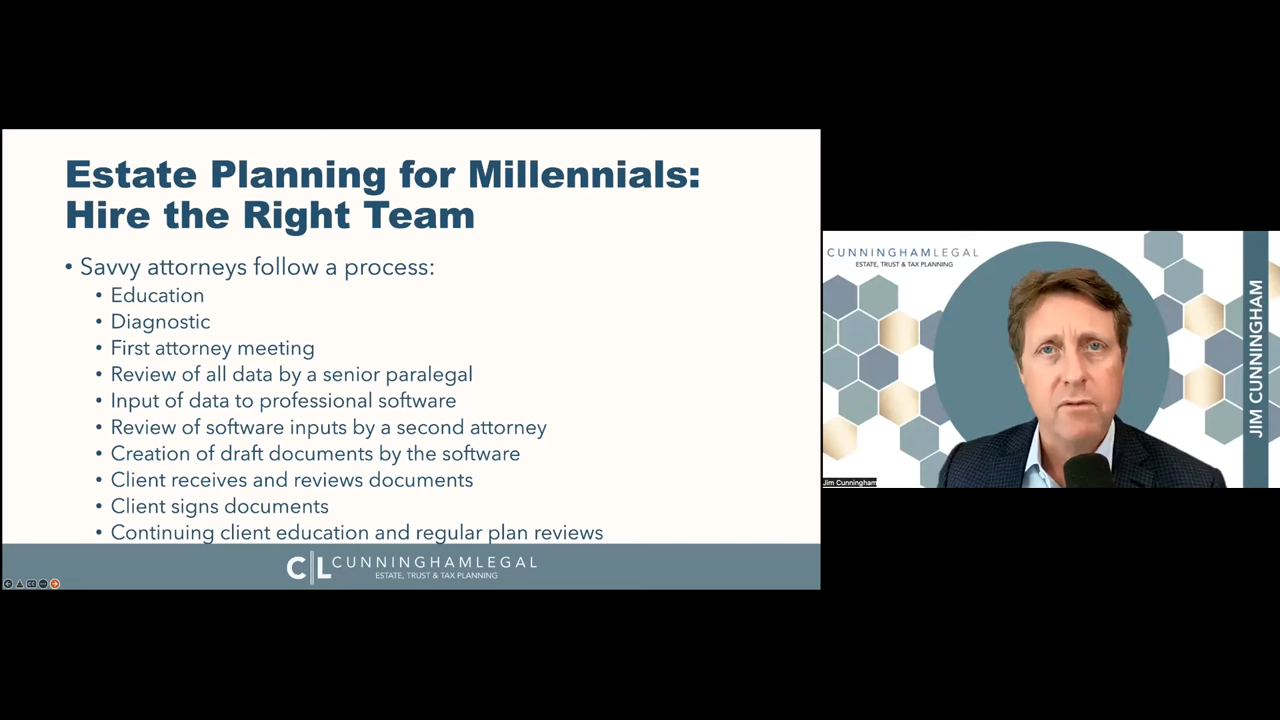 Estate Planning for Millennials:
Hire the Right Team
• Savvy attorneys follow a process:
• Education
• Diagnostic
• First attorney meeting
• Review of all data by a senior paralegal
• Input of data to professional software
• Review of software inputs by a second attorney
• Creation of draft documents by the software
• Client receives and reviews documents
• Client signs documents
• Continuing client education and regular plan reviews
C|L CUNNINGHAMLEGAL
ESTATE, TRUST & TAX PLANNING
CUNNINGHAMLEGAL
ESTATE, TRUST & TAX PLANNING
JIM CUNNINGHAM
Jim Cunningham